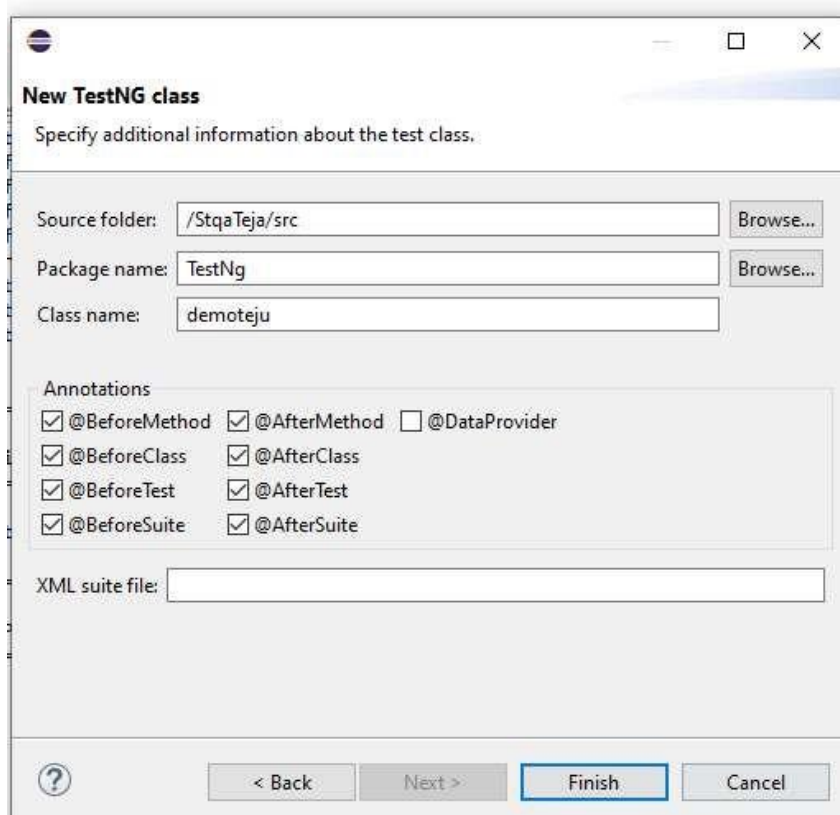 New TestNG class
Specify additional information about the test class.
Source folder: /StqaTeja/src Browse...
Package name: TestNg Browse...
Class name: demoteju
Annotations
@BeforeMethod @AfterMethod @DataProvider
@BeforeClass @AfterClass
@BeforeTest @AfterTest
@BeforeSuite @AfterSuite
XML suite file:
? < Back Next > Finish Cancel